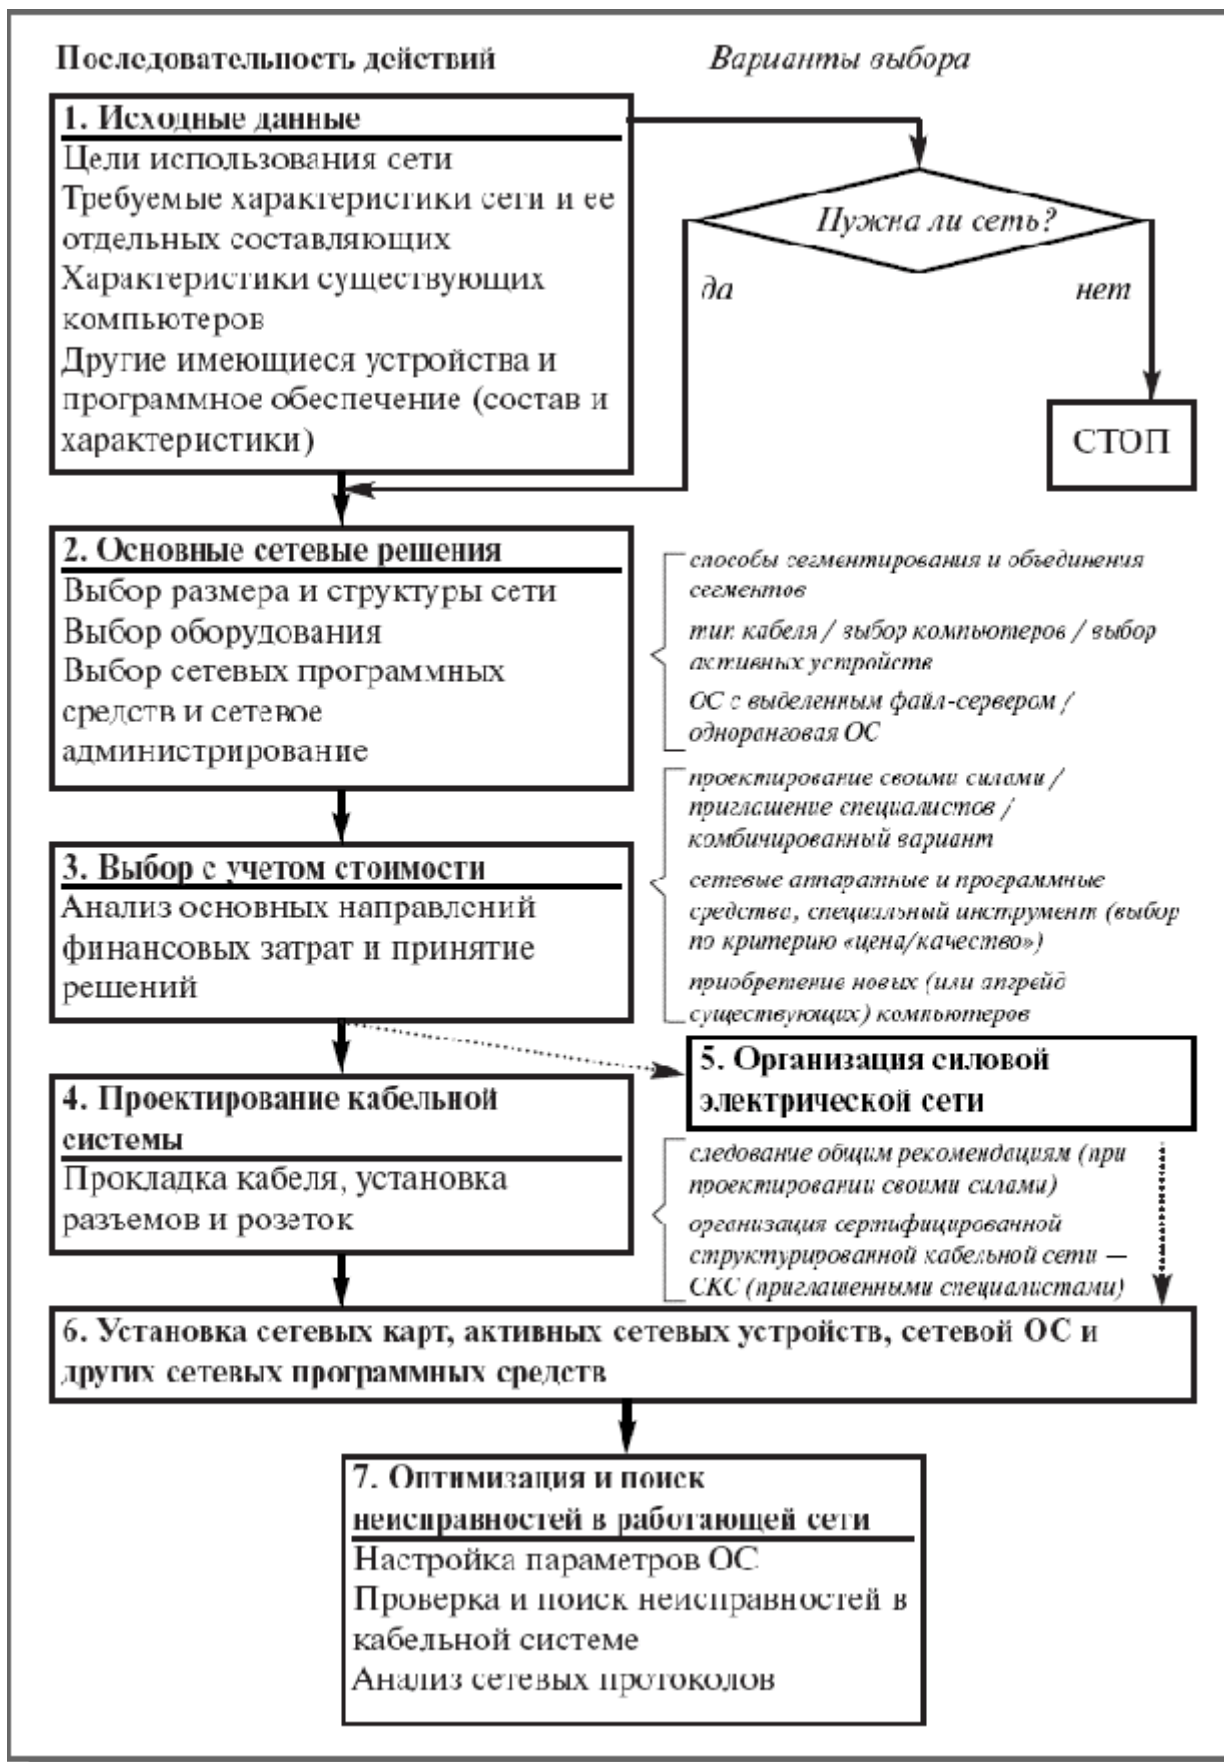 Последовательность действий
Варианты выбора
1. Исходные данные
Цели использования сети
Требуемые характеристики сети и ее
отдельных составляющих
Характеристики существующих
компьютеров
Другие имеющиеся устройства и
программное обеспечение (состав и
характеристики)
Нужна ли сеть?
да
нет
СТОП
2. Основные сетевые решения
Выбор размера и структуры сети
Выбор оборудования
Выбор сетевых программных
средств и сетевое
администрирование
способы сегментирования и объединения
сегментов
тип кабеля / выбор компьютеров / выбор
активных устройств
ОС с выделенным файл-сервером /
одноранговая ОС
3. Выбор с учетом стоимости
Анализ основных направлений
финансовых затрат и принятие
решений
проектирование своими силами /
приглашение специалистов /
комбинированный вариант
сетевые аппаратные и программные
средства, специальный инструмент (выбор
по критерию «цена/качество»)
приобретение новых (или апгрейд
существующих) компьютеров
4. Проектирование кабельной
системы
Прокладка кабеля, установка
разъемов и розеток
5. Организация силовой
электрической сети
следование общим рекомендациям (при
проектировании своими силами)
организация сертифицированной
структурированной кабельной сети —
СКС (приглашенными специалистами)
6. Установка сетевых карт, активных сетевых устройств, сетевой ОС и
других сетевых программных средств
7. Оптимизация и поиск
неисправностей в работающей сети
Настройка параметров ОС
Проверка и поиск неисправностей в
кабельной системе
Анализ сетевых протоколов